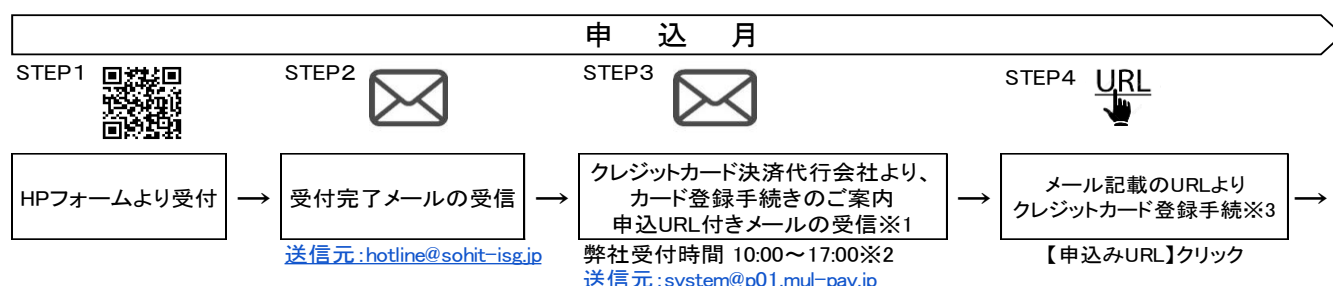 申 込 月
STEP1
STEP2
STEP3
STEP4 URL
HPフォームより受付
→
受付完了メールの受信
→
クレジットカード決済代行会社より、
カード登録手続きのご案内
申込URL付きメールの受信※1
→
メール記載のURLより
クレジットカード登録手続※3
→
送信元:hotline@sohit-isg.jp
弊社受付時間 10:00～17:00※2
送信元:system@p01.mul-pay.jp
【申込みURL】クリック